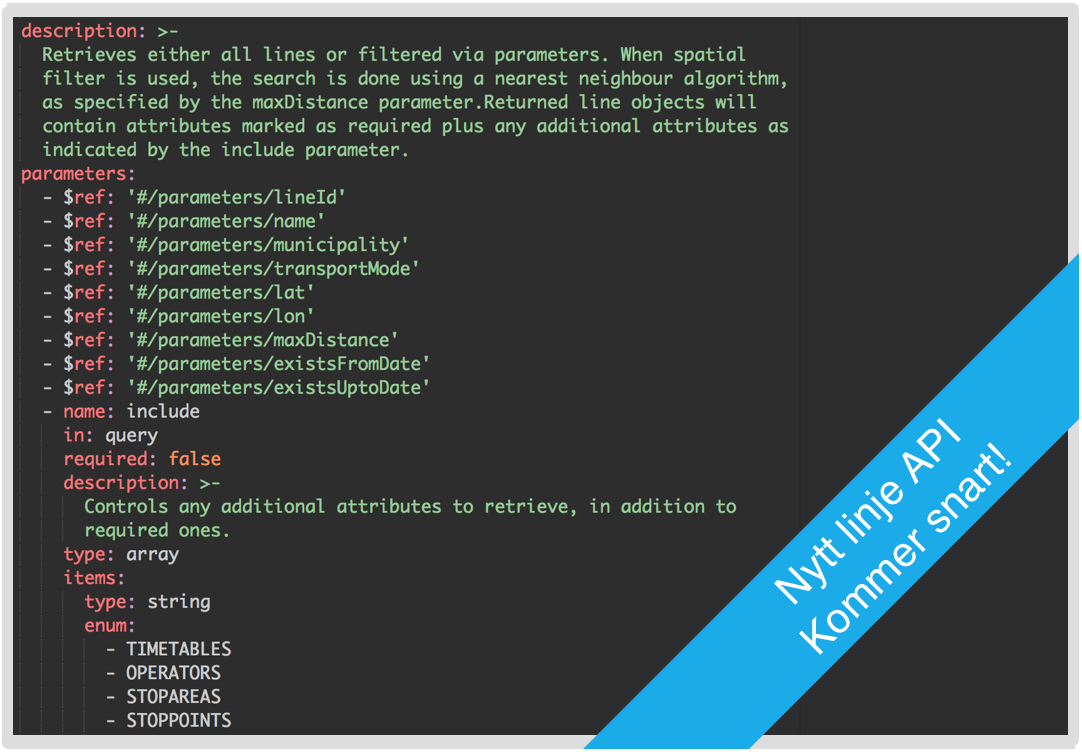 description: >-
Retrieves either all lines or filtered via parameters. When spatial
filter is used, the search is done using a nearest neighbour algorithm,
as specified by the maxDistance parameter.Returned line objects will
contain attributes marked as required plus any additional attributes as
indicated by the include parameter.
parameters:
- $ref: '#/parameters/lineId'
- $ref: '#/parameters/name'
- $ref: '#/parameters/municipality'
- $ref: '#/parameters/transportMode'
- $ref: '#/parameters/lat'
- $ref: '#/parameters/lon'
- $ref: '#/parameters/maxDistance'
- $ref: '#/parameters/existsFromDate'
- $ref: '#/parameters/existsUptoDate'
- name: include
in: query
required: false
description: >-
Controls any additional attributes to retrieve, in addition to
required ones.
type: array
items:
type: string
enum:
- TIMETABLES
- OPERATORS
- STOPAREAS
- STOPPOINTS
Nytt linje API
Kommer snart!